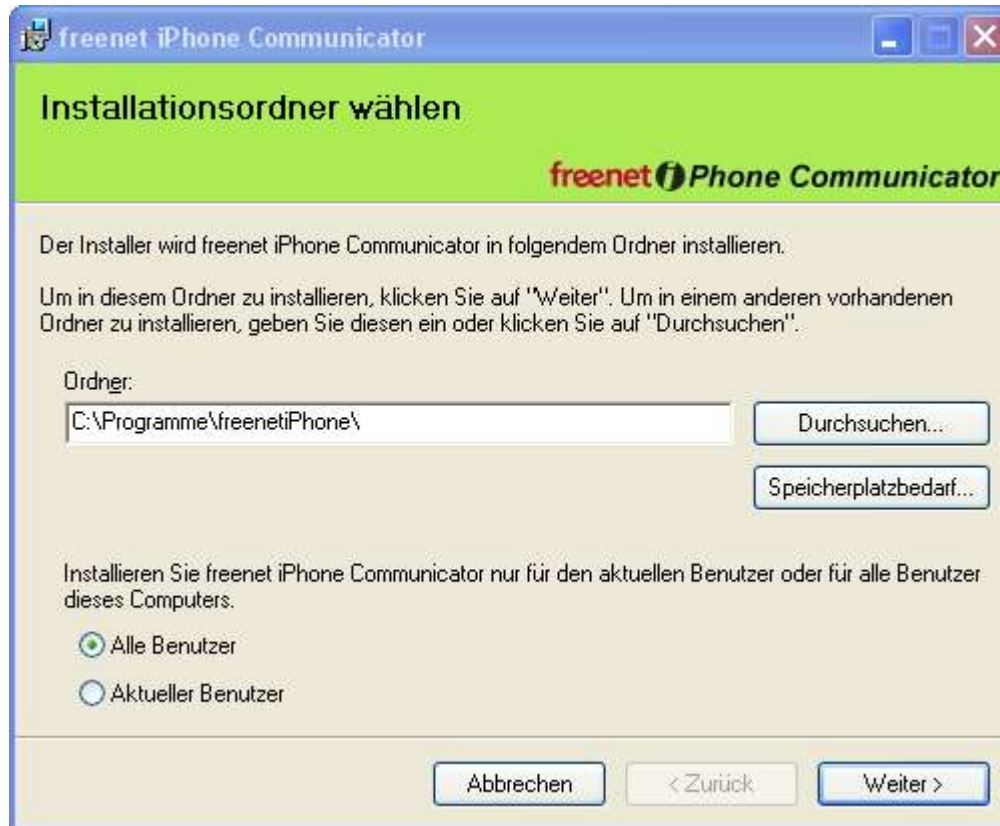 freenet iPhone Communicator
Installationsordner wählen
freenet iPhone Communicator
Der Installer wird freenet iPhone Communicator in folgendem Ordner installieren.
Um in diesem Ordner zu installieren, klicken Sie auf "Weiter". Um in einem anderen vorhandenen
Ordner zu installieren, geben Sie diesen ein oder klicken Sie auf "Durchsuchen".
Ordner:
C:\Programme\freenetiPhone\
Durchsuchen...
Speicherplatzbedarf...
Installieren Sie freenet iPhone Communicator nur für den aktuellen Benutzer oder für alle Benutzer
dieses Computers.
Alle Benutzer
Aktueller Benutzer
Abbrechen
< Zurück
Weiter >